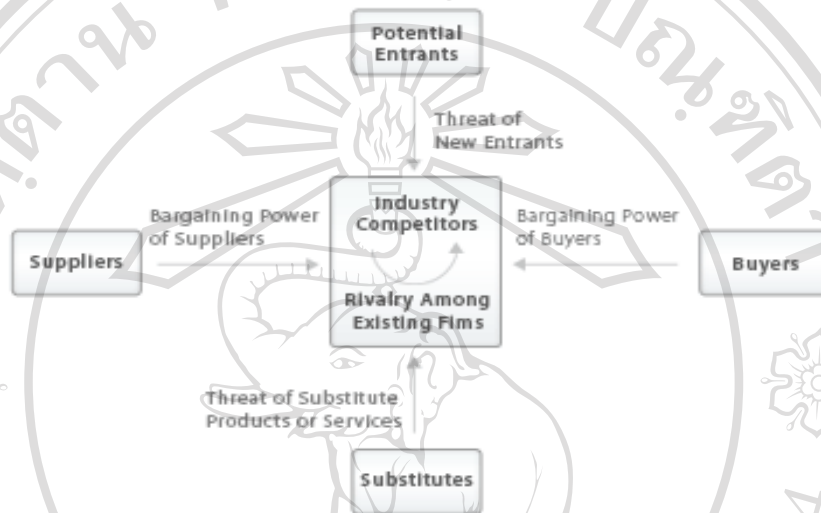 Potential
Entrants
Threat of
New Entrants
Industry
Competitors
Bargaining Power
of Suppliers
Bargaining Power
of Buyers
Suppliers
Buyers
Rivalry Among
Existing Fims
Threat of Substitute
Products or Services
Substitutes